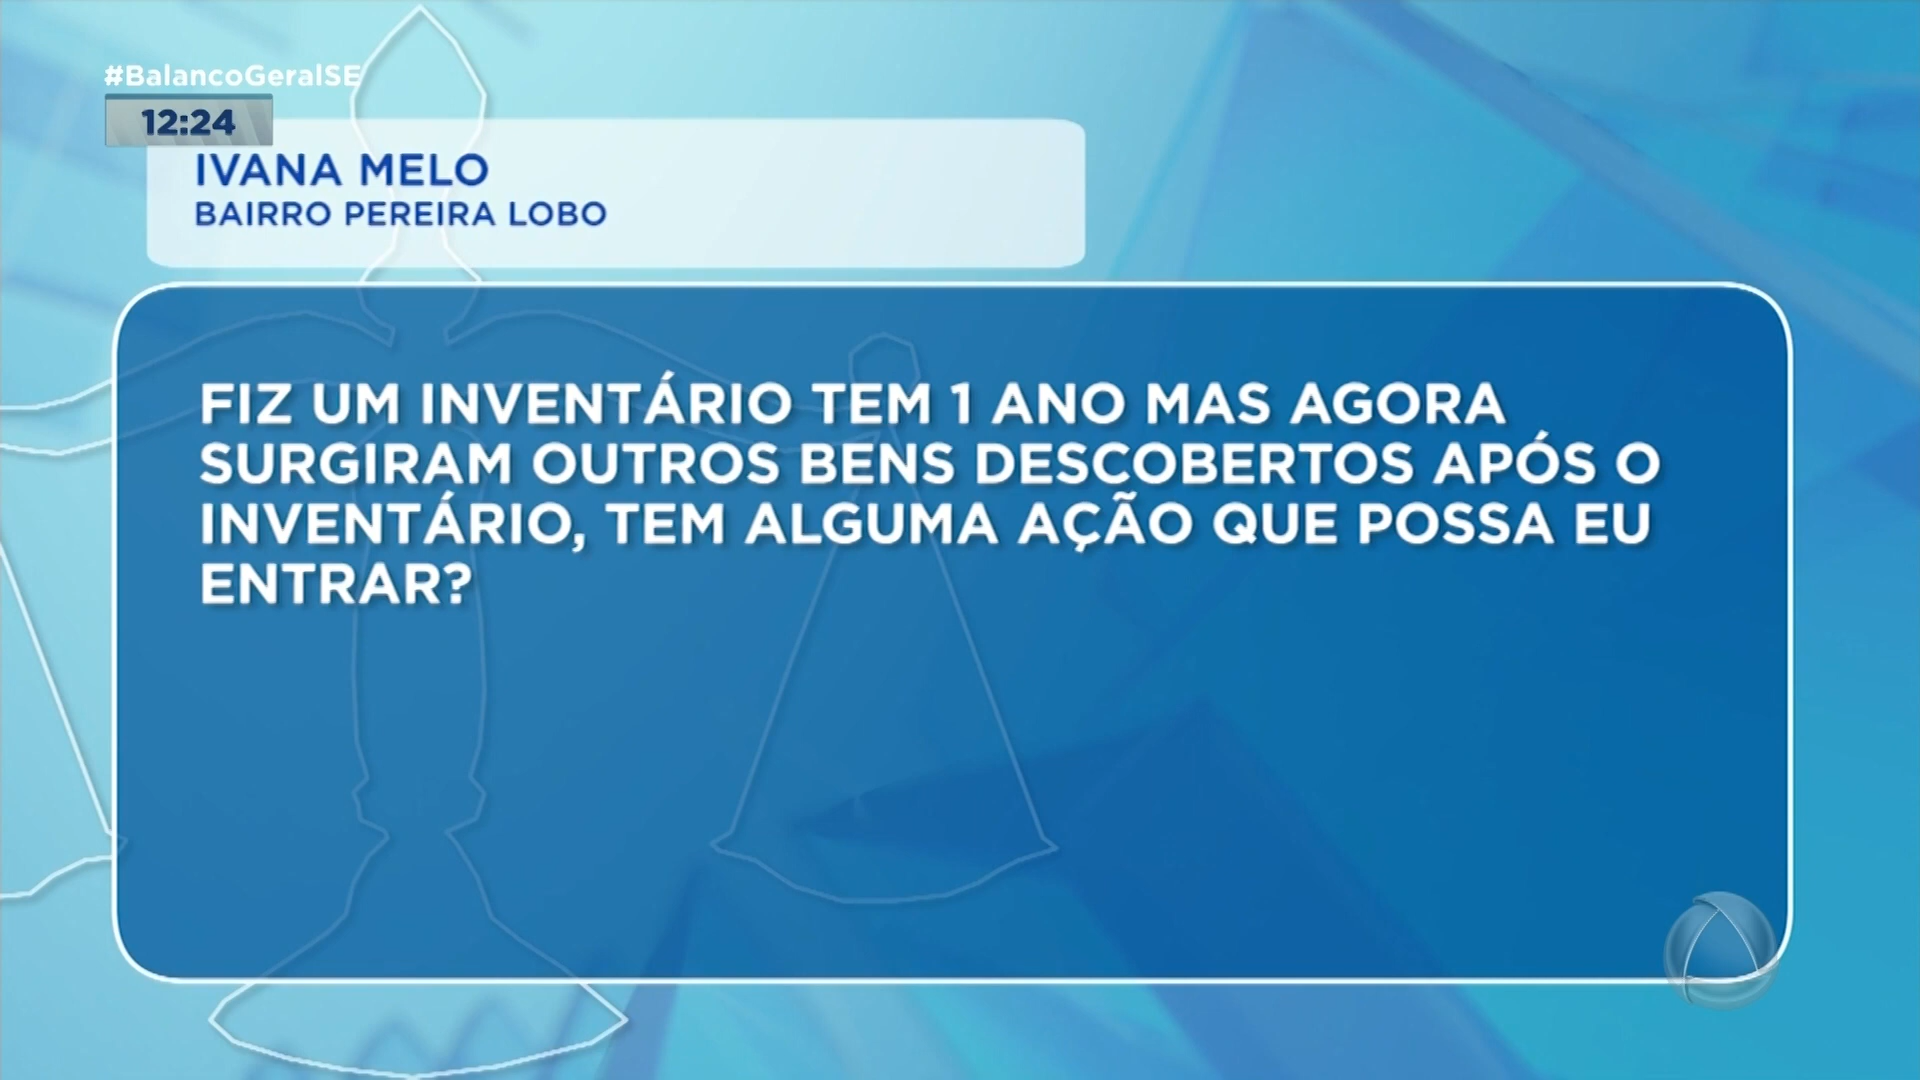 #BalancoGeralSE
12:24
IVANA MELO
BAIRRO PEREIRA LOBO
FIZ UM INVENTÁRIO TEM 1 ANO MAS AGORA
SURGIRAM OUTROS BENS DESCOBERTOS APÓS O
INVENTÁRIO, TEM ALGUMA AÇÃO QUE POSSA EU
ENTRAR?